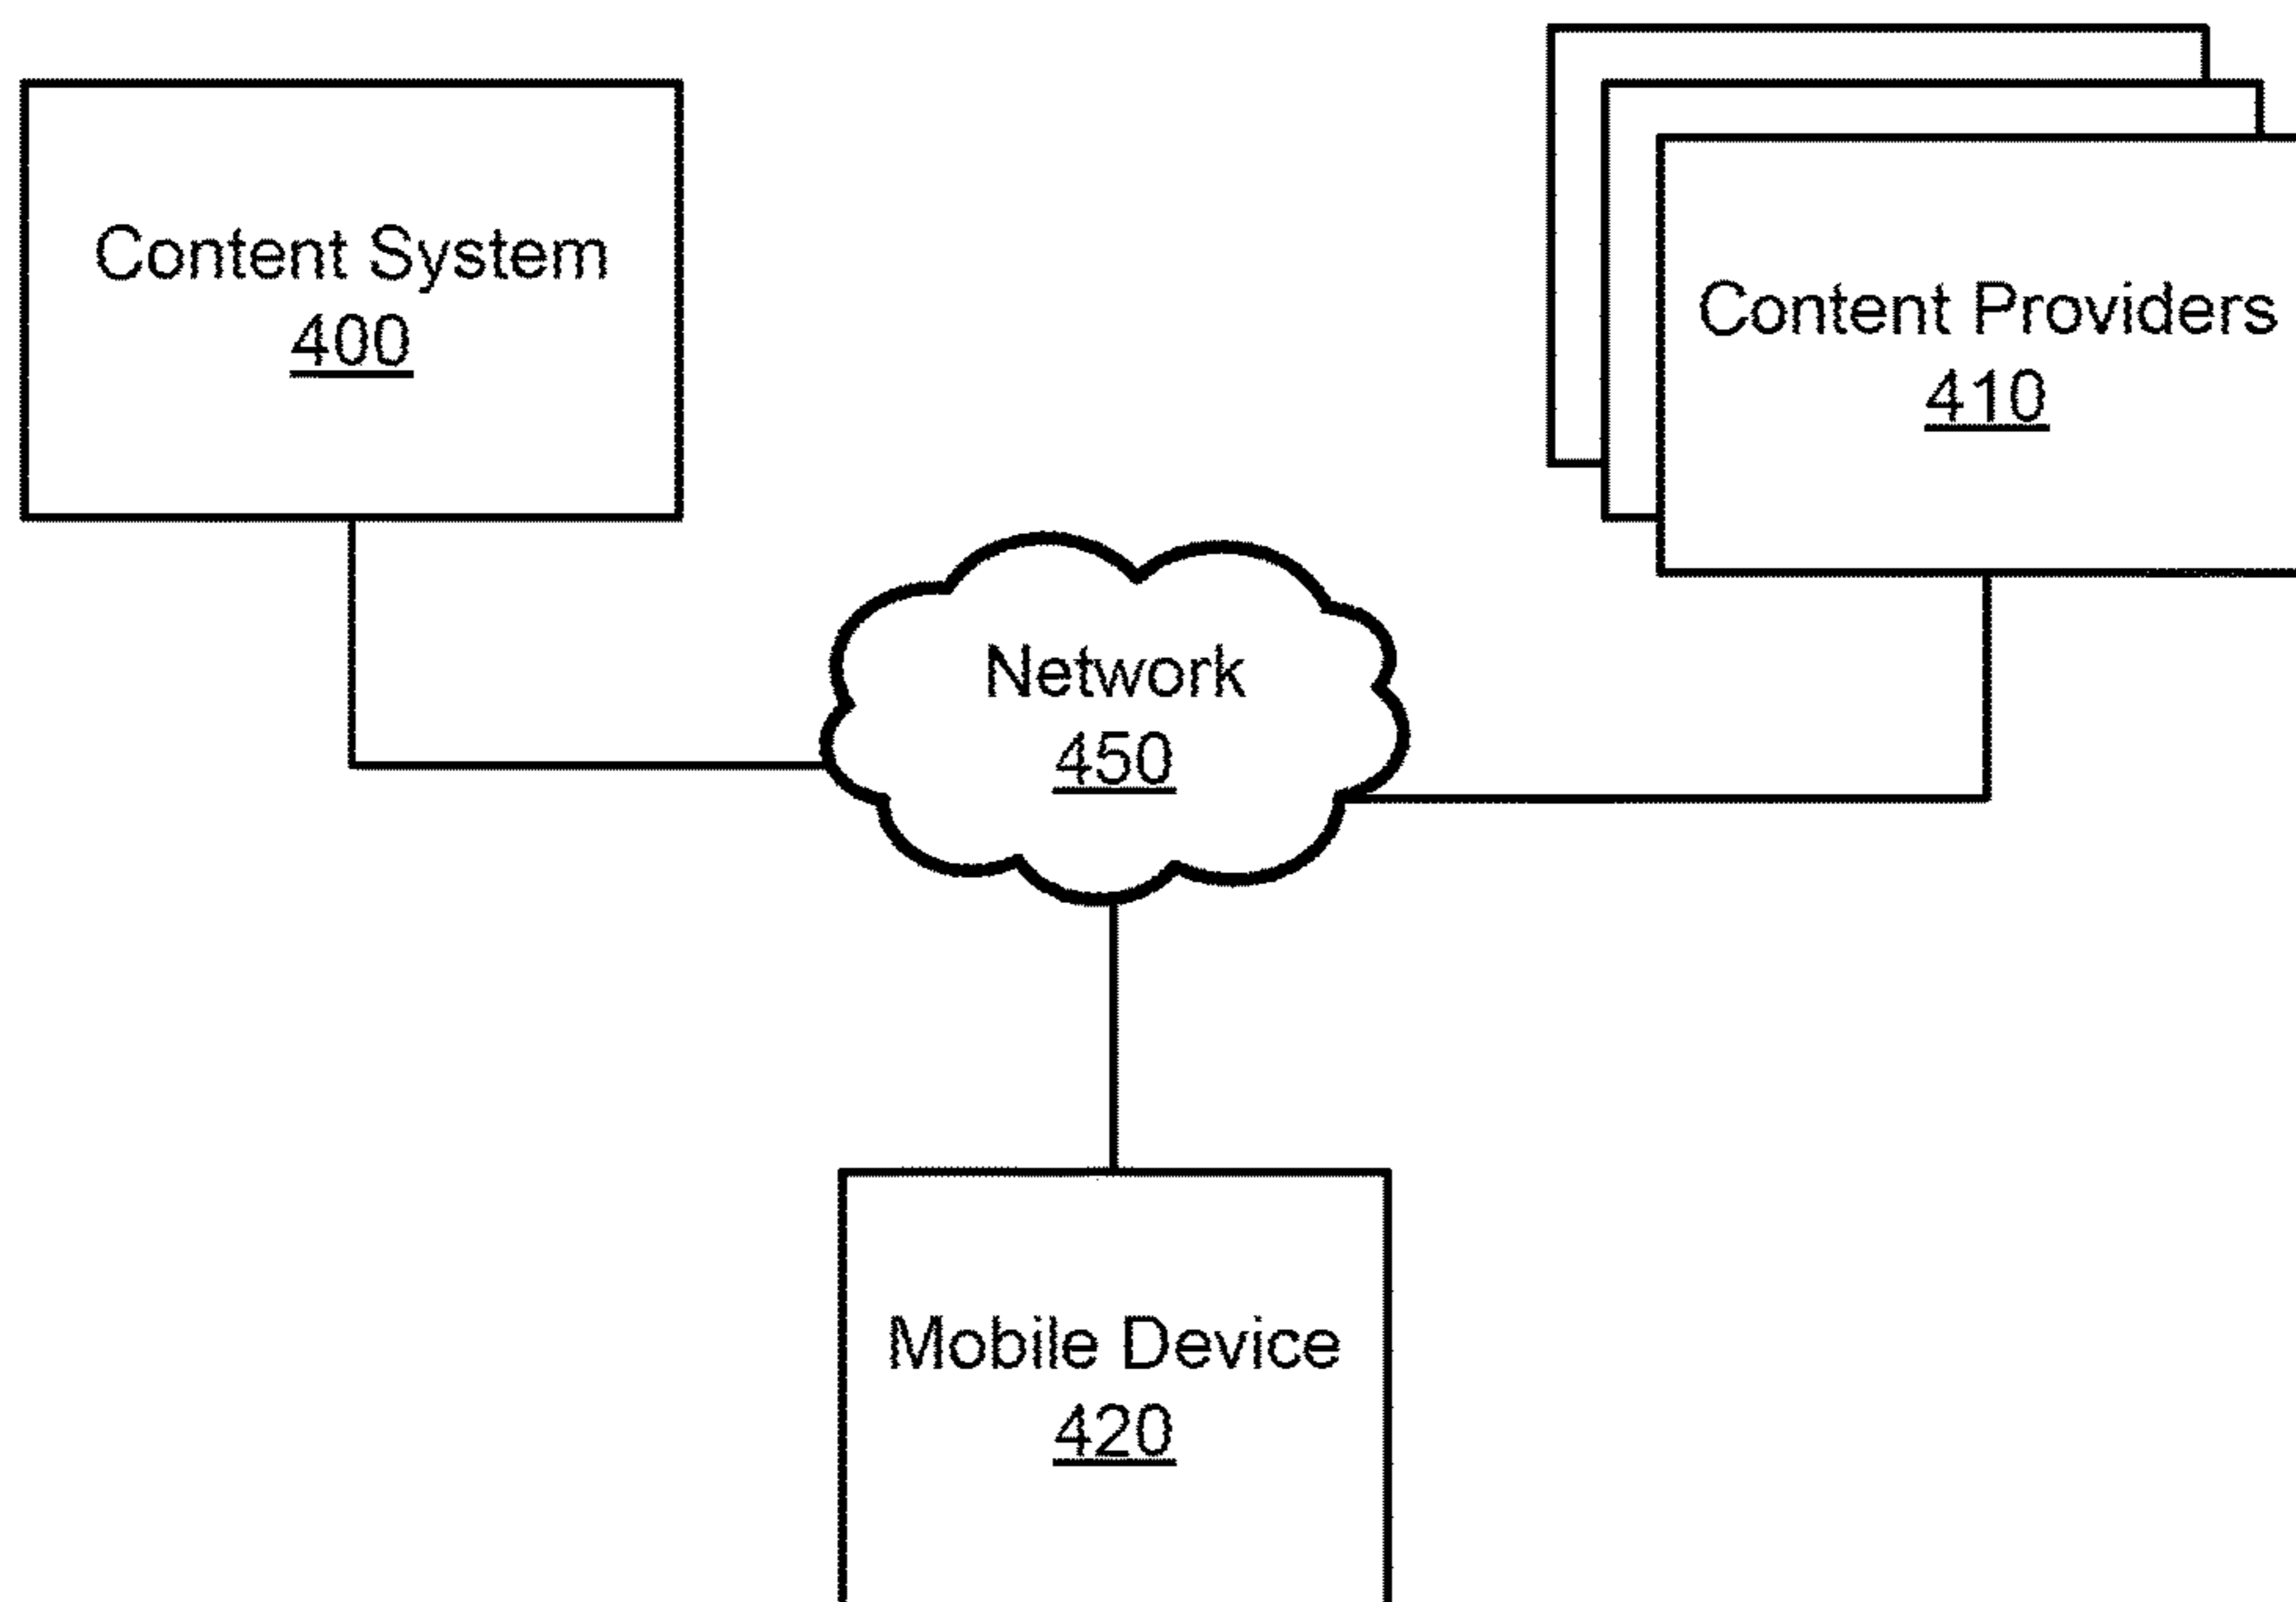 Content System
400
Content Providers
410
Network
450
Mobile Device
420